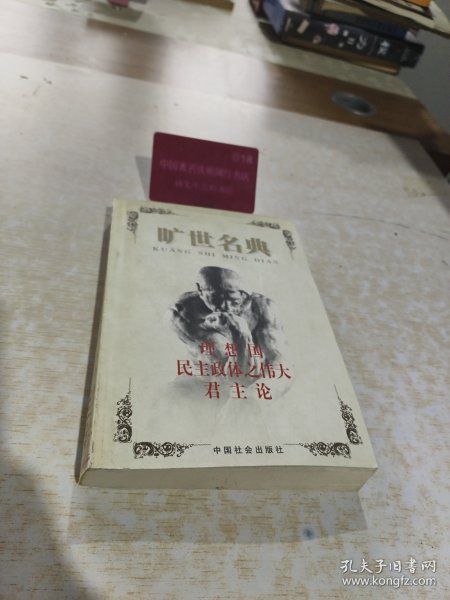 018
旷世名典
KUANG SHI MING DIAN
理想国
民主政体之伟大
君主论
中国社会出版社
孔夫子旧书网
www.kongfz.com